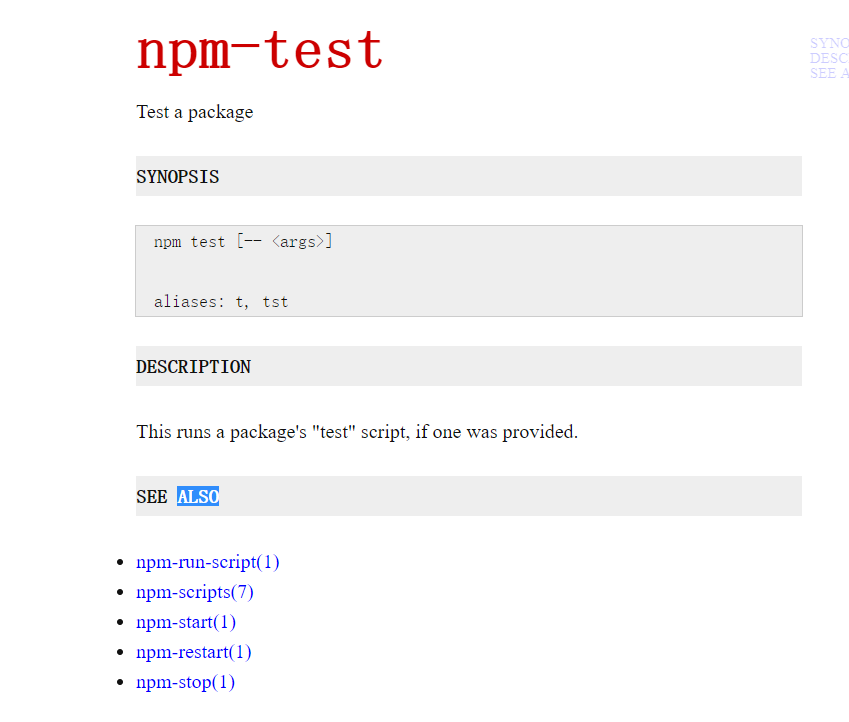 npm-test
SYNO
DESC
SEE A
Test a package
SYNOPSIS
npm test [-- <args>]
aliases: t, tst
DESCRIPTION
This runs a package's "test" script, if one was provided.
SEE ALSO
npm-run-script(1)
npm-scripts(7)
npm-start(1)
npm-restart(1)
npm-stop(1)